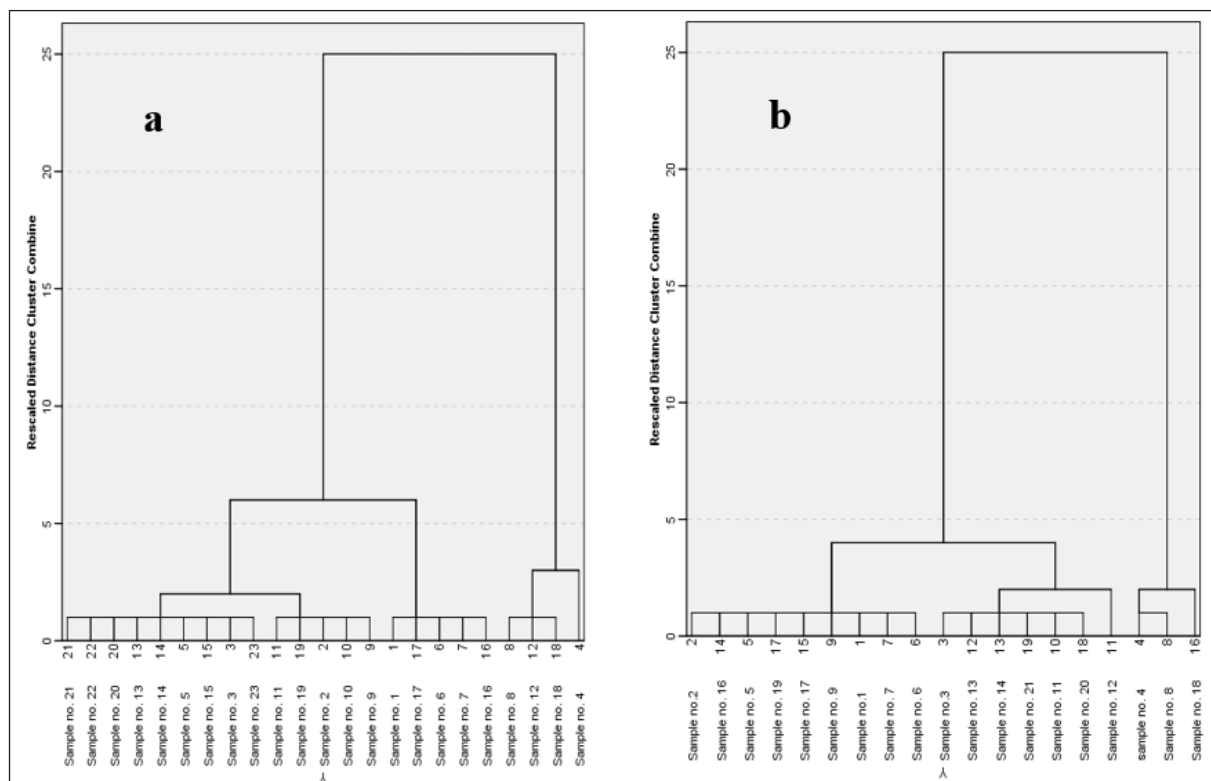 a
Rescaled Distance Cluster Combine
25
20
15
10
5
0
21 22 20 13 14 5 15 3 23 11 19 2 10 9 1 17 6 7 16 8 12 18 4
Sample no. 21
Sample no. 22
Sample no. 20
Sample no. 13
Sample no. 14
Sample no. 5
Sample no. 15
Sample no. 3
Sample no. 23
Sample no. 11
Sample no. 19
Sample no. 2
Sample no. 10
Sample no. 9
Sample no. 1
Sample no. 17
Sample no. 6
Sample no. 7
Sample no. 16
Sample no. 8
Sample no. 12
Sample no. 18
Sample no. 4
Y
b
Rescaled Distance Cluster Combine
25
20
15
10
5
0
2 14 5 17 15 9 1 7 6 3 12 13 19 10 18 11 4 8 16
Sample no.2
Sample no. 16
Sample no. 5
Sample no. 19
Sample no. 17
Sample no. 9
Sample no. 1
Sample no. 7
Sample no. 6
Sample no.3
Sample no. 13
Sample no. 14
Sample no. 21
Sample no. 11
Sample no. 20
Sample no. 12
sample no. 4
Sample no. 8
Sample no. 18
Y